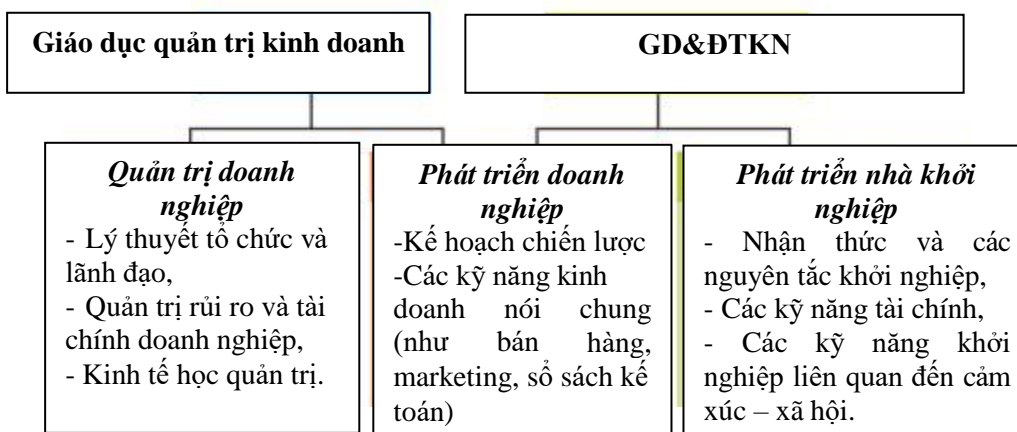 Giáo dục quản trị kinh doanh
GD&ĐTKN
Quản trị doanh
nghiệp
- Lý thuyết tổ chức và
lãnh đạo,
- Quản trị rủi ro và tài
chính doanh nghiệp,
- Kinh tế học quản trị.
Phát triển doanh
nghiệp
-Kế hoạch chiến lược
-Các kỹ năng kinh
doanh nói chung
(như bán hàng,
marketing, sổ sách kế
toán)
Phát triển nhà khởi
nghiệp
- Nhận thức và các
nguyên tắc khởi nghiệp,
- Các kỹ năng tài chính,
- Các kỹ năng khởi
nghiệp liên quan đến cảm
xúc – xã hội.